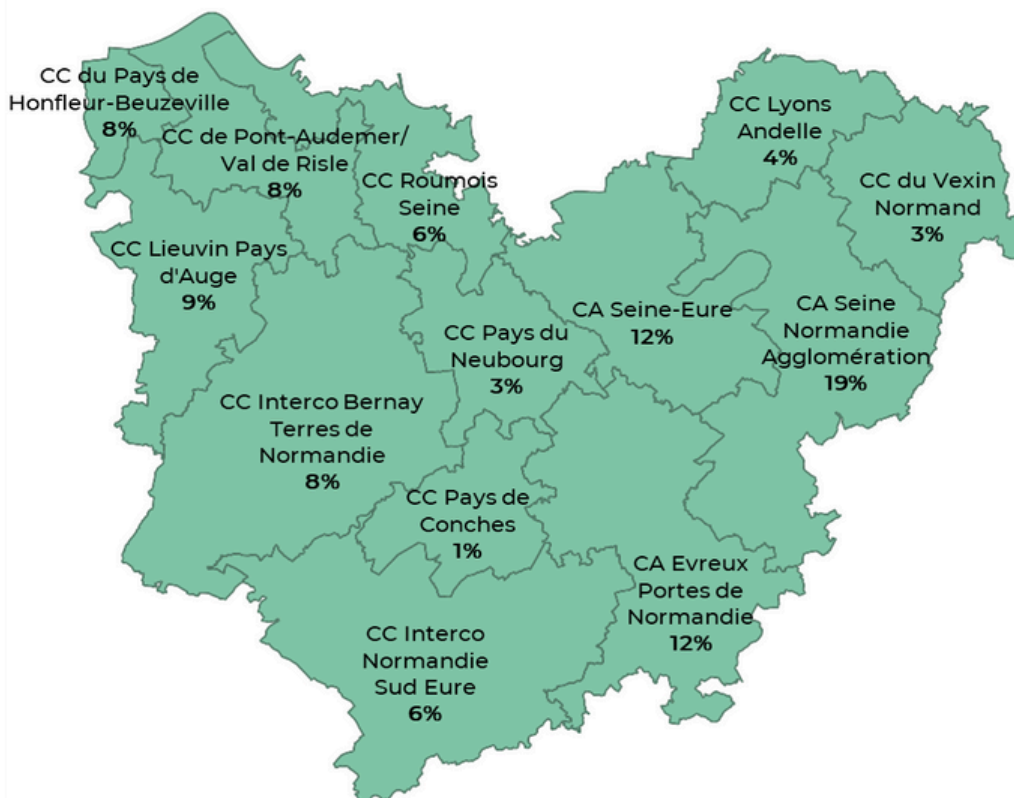 CC du Pays de
Honfleur-Beuzeville
8%
CC de Pont-Audemer/
Val de Risle
8%
CC Roumois
Seine
6%
CC Lyons
Andelle
4%
CC du Vexin
Normand
3%
CC Lieuvin Pays
d'Auge
9%
CC Pays du
Neubourg
3%
CA Seine-Eure
12%
CA Seine
Normandie
Agglomération
19%
CC Interco Bernay
Terres de
Normandie
8%
CC Pays de
Conches
1%
CA Evreux
Portes de
Normandie
12%
CC Interco
Normandie
Sud Eure
6%